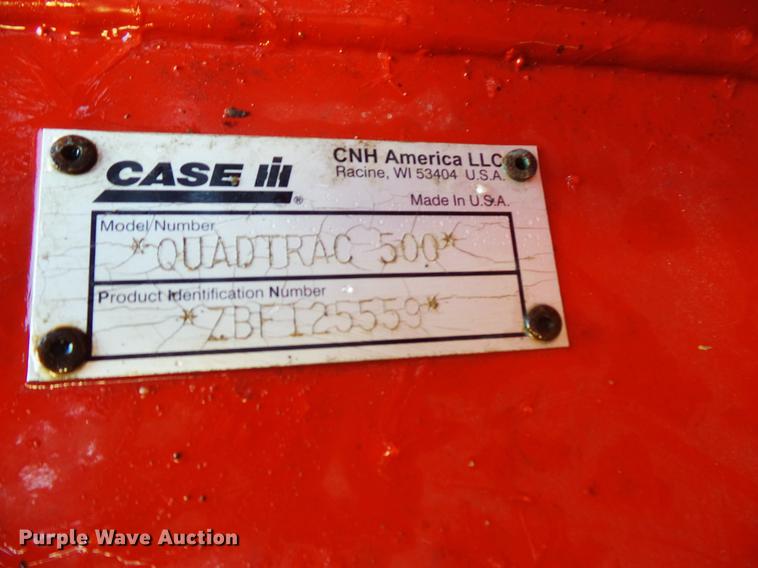 CASE IH ®
CNH America LLC
Racine, WI 53404 U.S.A.
Made In U.S.A.
Model Number
*QUADTRAC 500*
Product Identification Number
*ZBF125559*
Purple Wave Auction